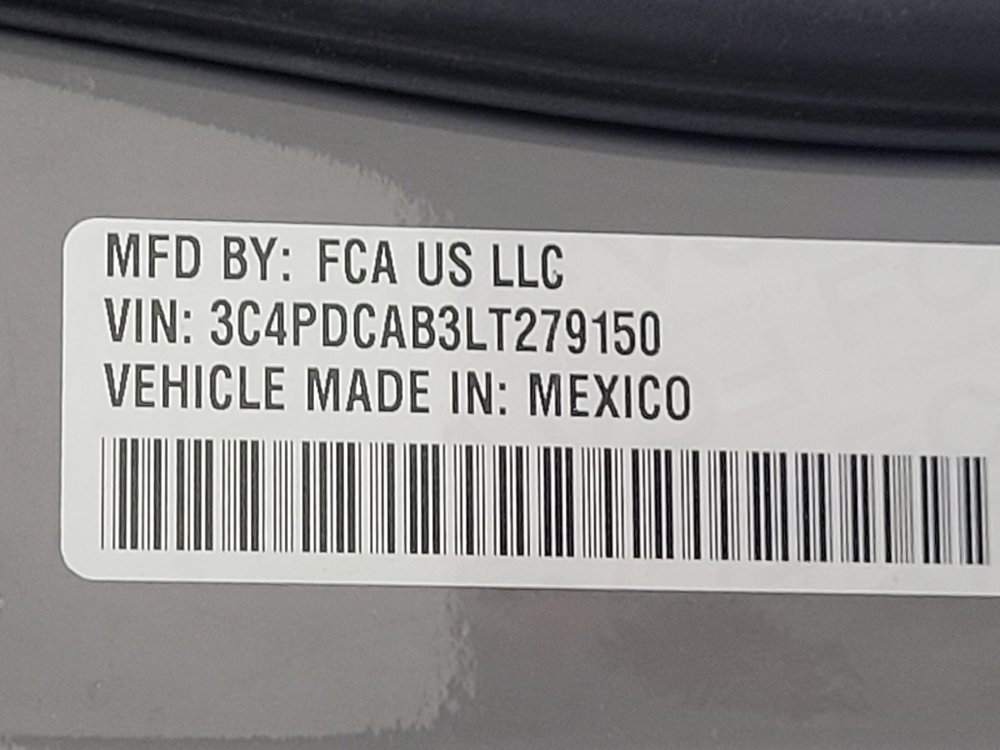 MFD BY: FCA US LLC
VIN: 3C4PDCAB3LT279150
VEHICLE MADE IN: MEXICO